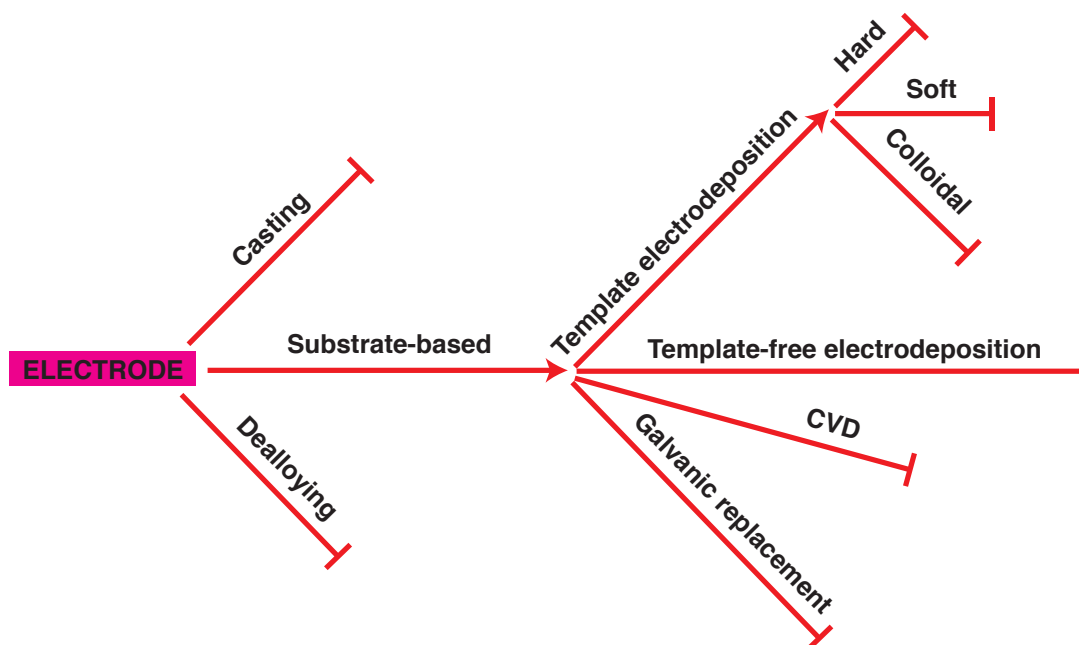 Hard
Soft
Colloidal
Template electrodeposition
Casting
Substrate-based
Template-free electrodeposition
ELECTRODE
CVD
Galvanic replacement
Dealloying